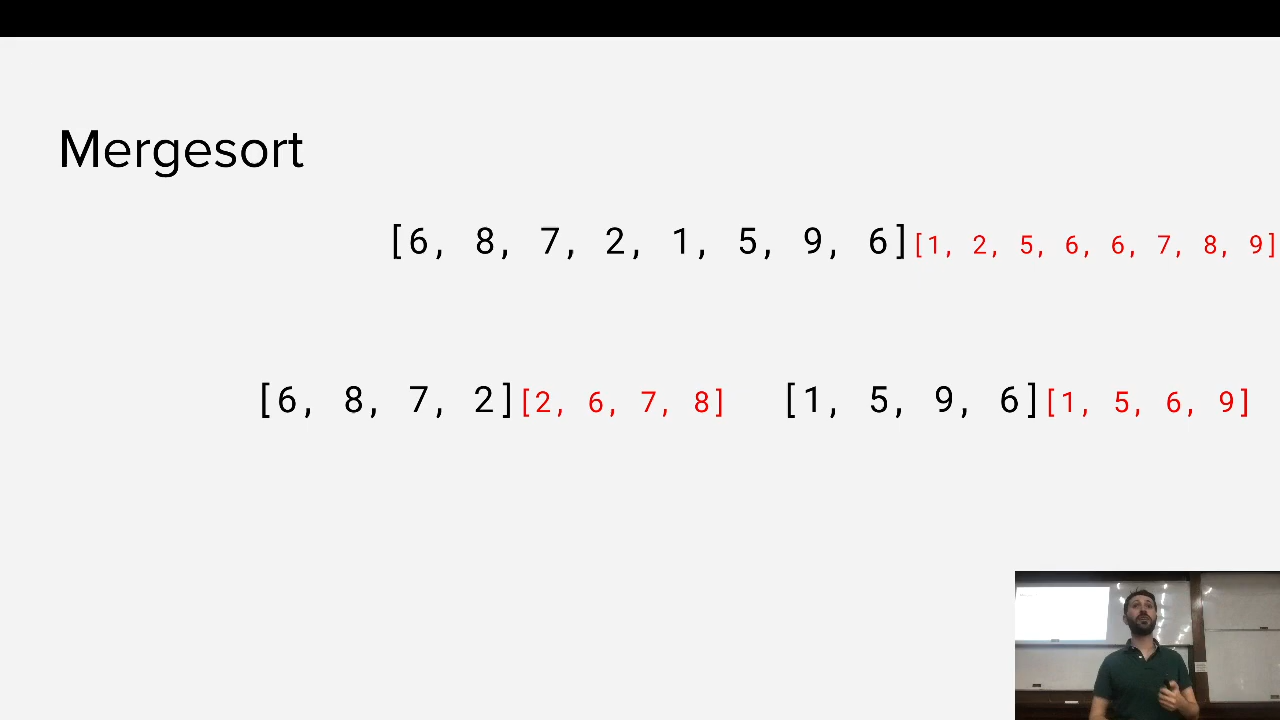 Mergesort
[6, 8, 7, 2, 1, 5, 9, 6][1, 2, 5, 6, 6, 7, 8, 9]
[6, 8, 7, 2][2, 6, 7, 8] [1, 5, 9, 6][1, 5, 6, 9]